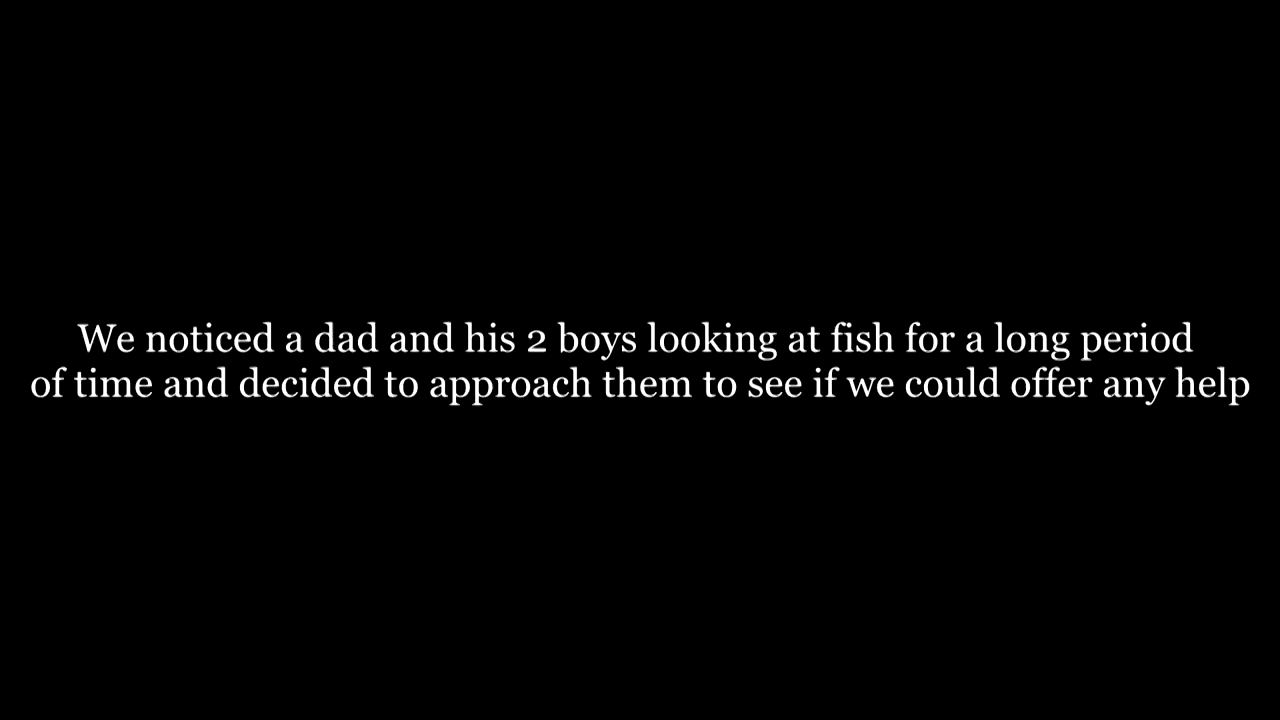 We noticed a dad and his 2 boys looking at fish for a long period
of time and decided to approach them to see if we could offer any help